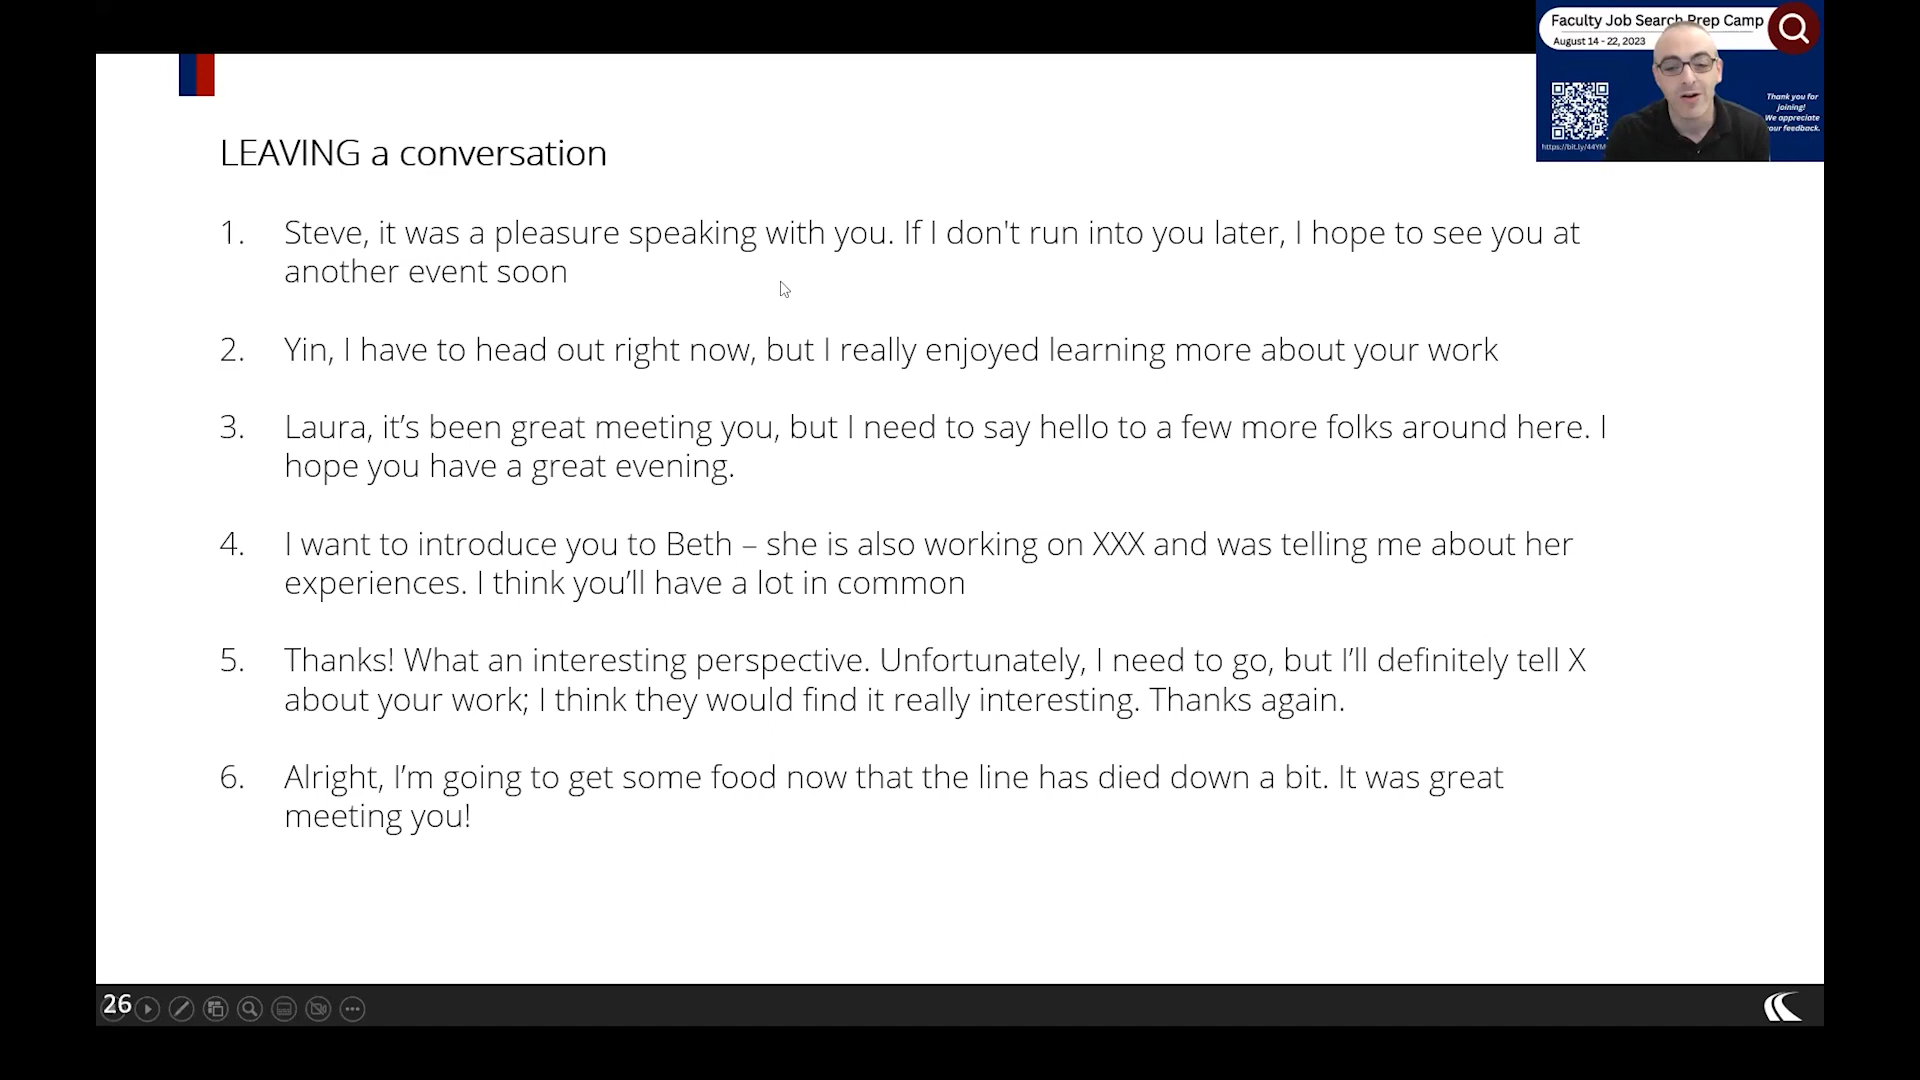 Faculty Job Search Prep Camp
August 14 - 22, 2023
Thank you for
joining!
We appreciate
your feedback.
https://bit.ly/44YM
LEAVING a conversation
1. Steve, it was a pleasure speaking with you. If I don't run into you later, I hope to see you at
another event soon
2. Yin, I have to head out right now, but I really enjoyed learning more about your work
3. Laura, it’s been great meeting you, but I need to say hello to a few more folks around here. I
hope you have a great evening.
4. I want to introduce you to Beth – she is also working on XXX and was telling me about her
experiences. I think you’ll have a lot in common
5. Thanks! What an interesting perspective. Unfortunately, I need to go, but I’ll definitely tell X
about your work; I think they would find it really interesting. Thanks again.
6. Alright, I’m going to get some food now that the line has died down a bit. It was great
meeting you!
26